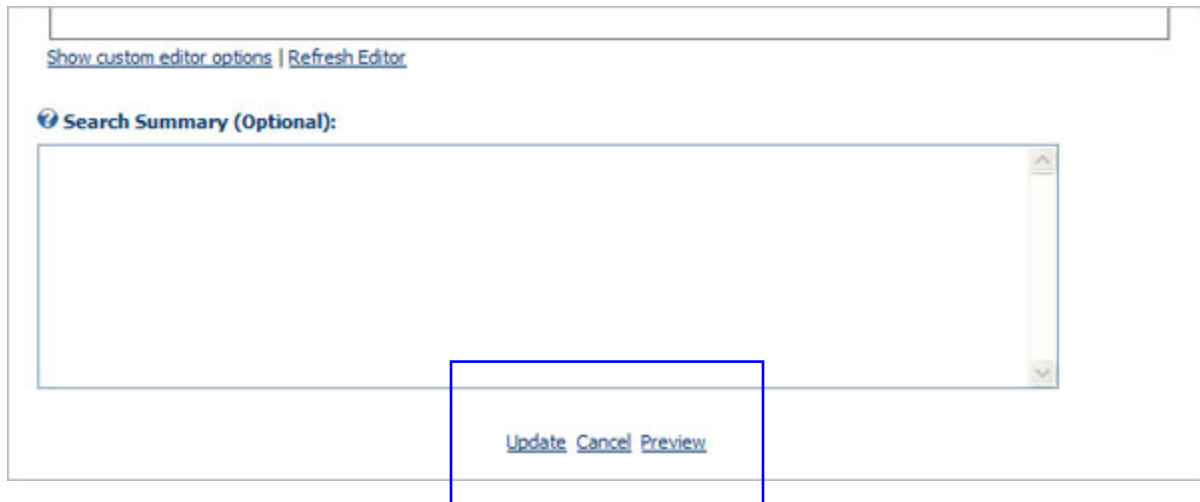 Show custom editor options | Refresh Editor
Search Summary (Optional):
Update Cancel Preview